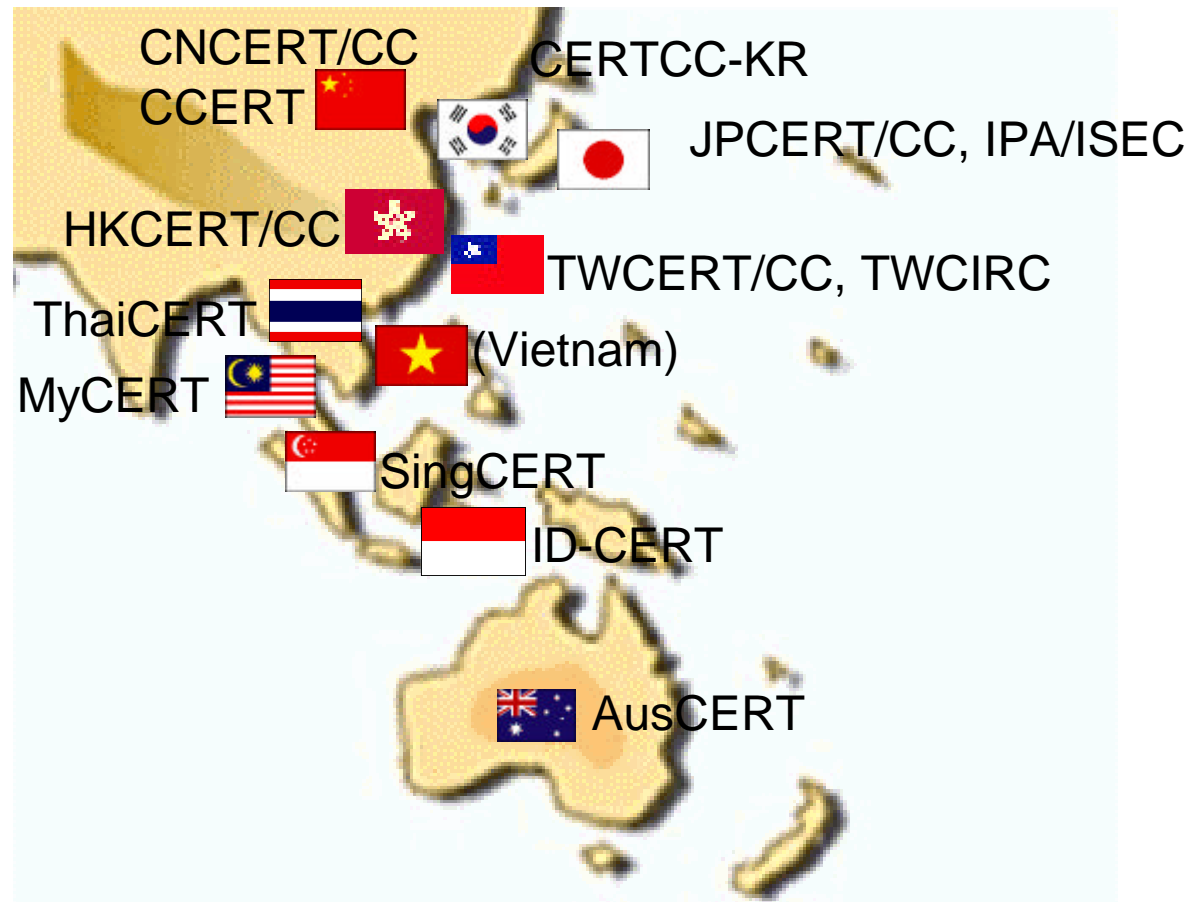 CNCERT/CC
CCERT
CERTCC-KR
JPCERT/CC, IPA/ISEC
HKCERT/CC
TWCERT/CC, TWCIRC
ThaiCERT
(Vietnam)
MyCERT
SingCERT
ID-CERT
AusCERT